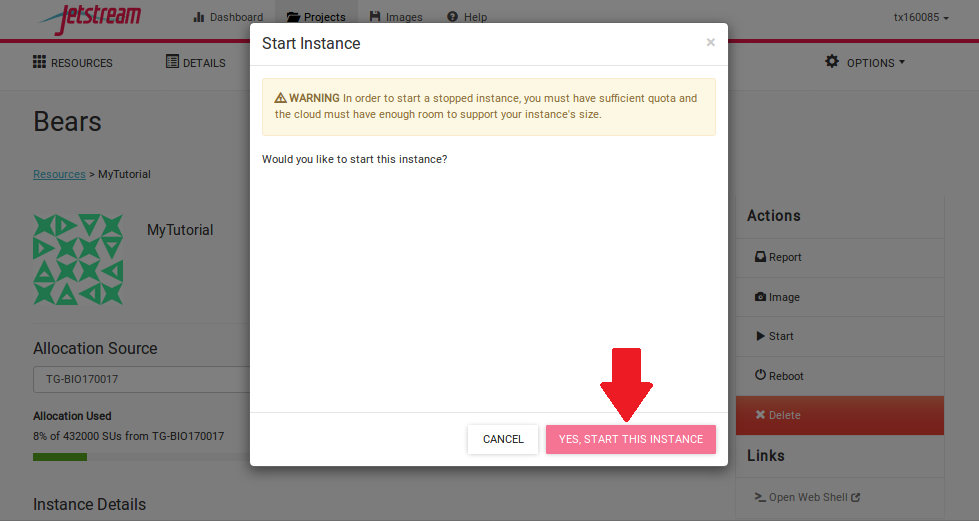 Jetstream
Dashboard
Projects
Images
Help
tx160085
RESOURCES
DETAILS
OPTIONS
Start Instance
×
WARNING In order to start a stopped instance, you must have sufficient quota and
the cloud must have enough room to support your instance's size.
Would you like to start this instance?
CANCEL
YES, START THIS INSTANCE
Bears
Resources > MyTutorial
MyTutorial
Allocation Source
TG-BIO170017
Allocation Used
8% of 432000 SUs from TG-BIO170017
Instance Details
Actions
Report
Image
Start
Reboot
Delete
Links
Open Web Shell